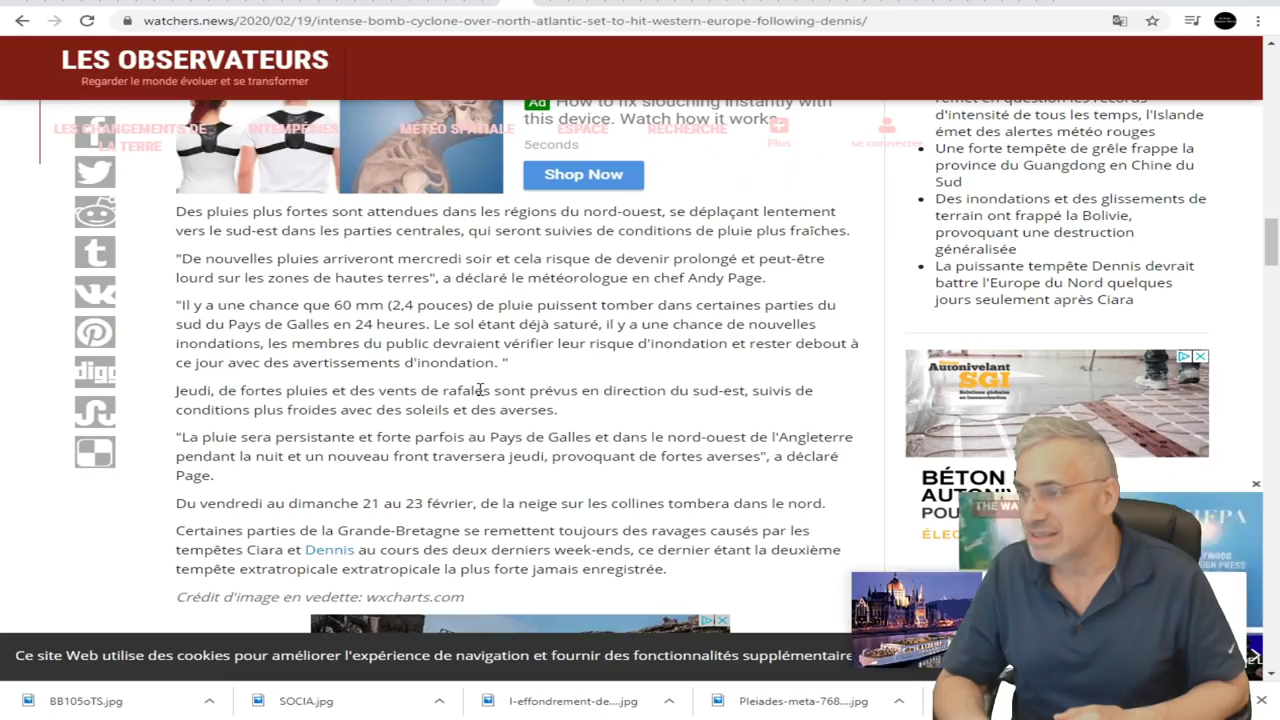 watchers.news/2020/02/19/intense-bomb-cyclone-over-north-atlantic-set-to-hit-western-europe-following-dennis/
LES OBSERVATEURS
Regarder le monde évoluer et se transformer
LES CHANGEMENTS DE LA TERRE
INTEMPÉRIES
MÉTÉO SPATIALE
ESPACE
RECHERCHE
Plus
se connecter
Ad How to fix slouching instantly with
this device. Watch how it works.
5seconds
Shop Now
Des pluies plus fortes sont attendues dans les régions du nord-ouest, se déplaçant lentement
vers le sud-est dans les parties centrales, qui seront suivies de conditions de pluie plus fraîches.
"De nouvelles pluies arriveront mercredi soir et cela risque de devenir prolongé et peut-être
lourd sur les zones de hautes terres", a déclaré le météorologue en chef Andy Page.
"Il y a une chance que 60 mm (2,4 pouces) de pluie puissent tomber dans certaines parties du
sud du Pays de Galles en 24 heures. Le sol étant déjà saturé, il y a une chance de nouvelles
inondations, les membres du public devraient vérifier leur risque d'inondation et rester debout à
ce jour avec des avertissements d'inondation. "
Jeudi, de fortes pluies et des vents de rafales sont prévus en direction du sud-est, suivis de
conditions plus froides avec des soleils et des averses.
"La pluie sera persistante et forte parfois au Pays de Galles et dans le nord-ouest de l'Angleterre
pendant la nuit et un nouveau front traversera jeudi, provoquant de fortes averses", a déclaré
Page.
Du vendredi au dimanche 21 au 23 février, de la neige sur les collines tombera dans le nord.
Certaines parties de la Grande-Bretagne se remettent toujours des ravages causés par les
tempêtes Ciara et Dennis au cours des deux derniers week-ends, ce dernier étant la deuxième
tempête extratropicale extratropicale la plus forte jamais enregistrée.
Crédit d'image en vedette: wxcharts.com
remet en question les records
d'intensité de tous les temps, l'Islande
émet des alertes météo rouges
Une forte tempête de grêle frappe la
province du Guangdong en Chine du
Sud
Des inondations et des glissements de
terrain ont frappé la Bolivie,
provoquant une destruction
généralisée
La puissante tempête Dennis devrait
battre l'Europe du Nord quelques
jours seulement après Ciara
Béton
Autonivelant
SGI
BÉTON
THE WA
digg
Ce site Web utilise des cookies pour améliorer l'expérience de navigation et fournir des fonctionnalités supplémentaire
BB105oTS.jpg
SOCIA.jpg
I-effondrement-de....jpg
Pleiades-meta-768....jpg